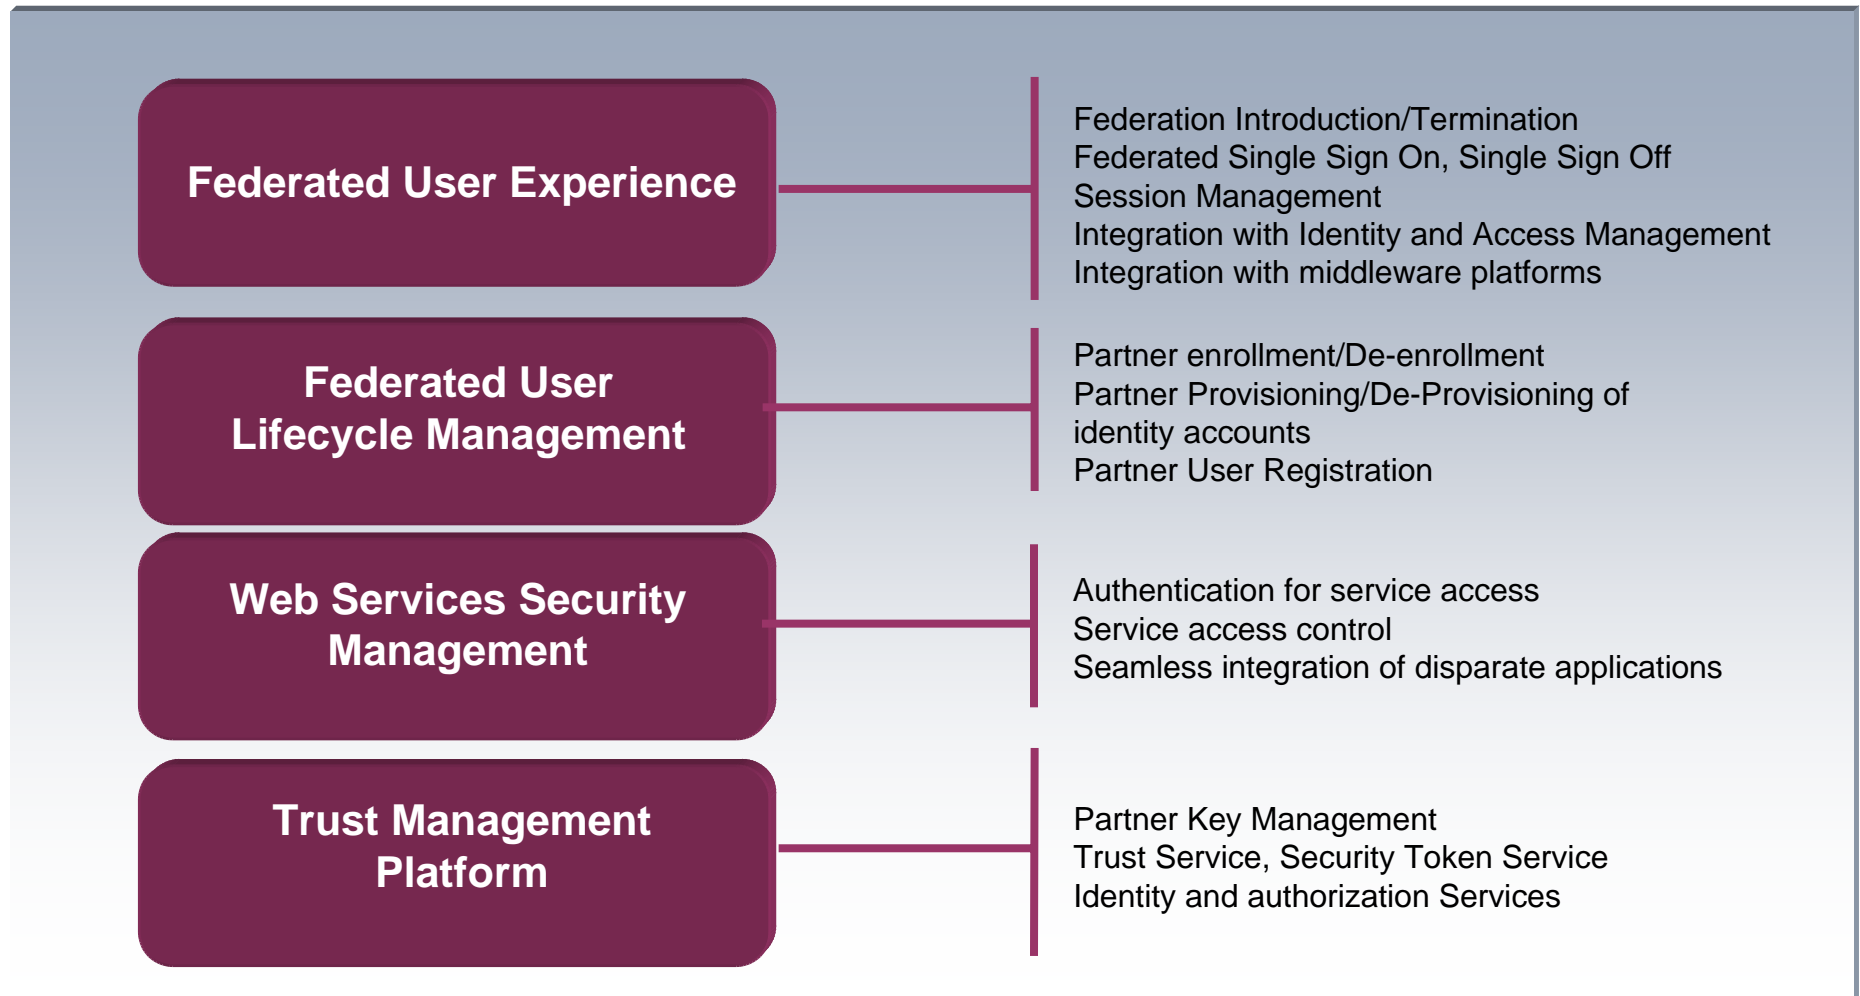 Federated User Experience
Federation Introduction/Termination
Federated Single Sign On, Single Sign Off
Session Management
Integration with Identity and Access Management
Integration with middleware platforms
Federated User
Lifecycle Management
Partner enrollment/De-enrollment
Partner Provisioning/De-Provisioning of
identity accounts
Partner User Registration
Web Services Security
Management
Authentication for service access
Service access control
Seamless integration of disparate applications
Trust Management
Platform
Partner Key Management
Trust Service, Security Token Service
Identity and authorization Services